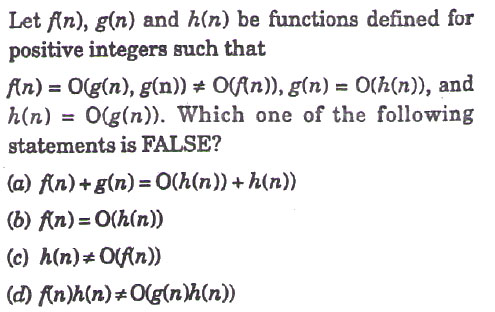 Let f(n), g(n) and h(n) be functions defined for
positive integers such that
f(n) = O(g(n), g(n)) ≠ O(f(n)), g(n) = O(h(n)), and
h(n) = O(g(n)). Which one of the following
statements is FALSE?
(a) f(n) + g(n) = O(h(n)) + h(n))
(b) f(n) = O(h(n))
(c) h(n) ≠ O(f(n))
(d) f(n)h(n) ≠ O(g(n)h(n))